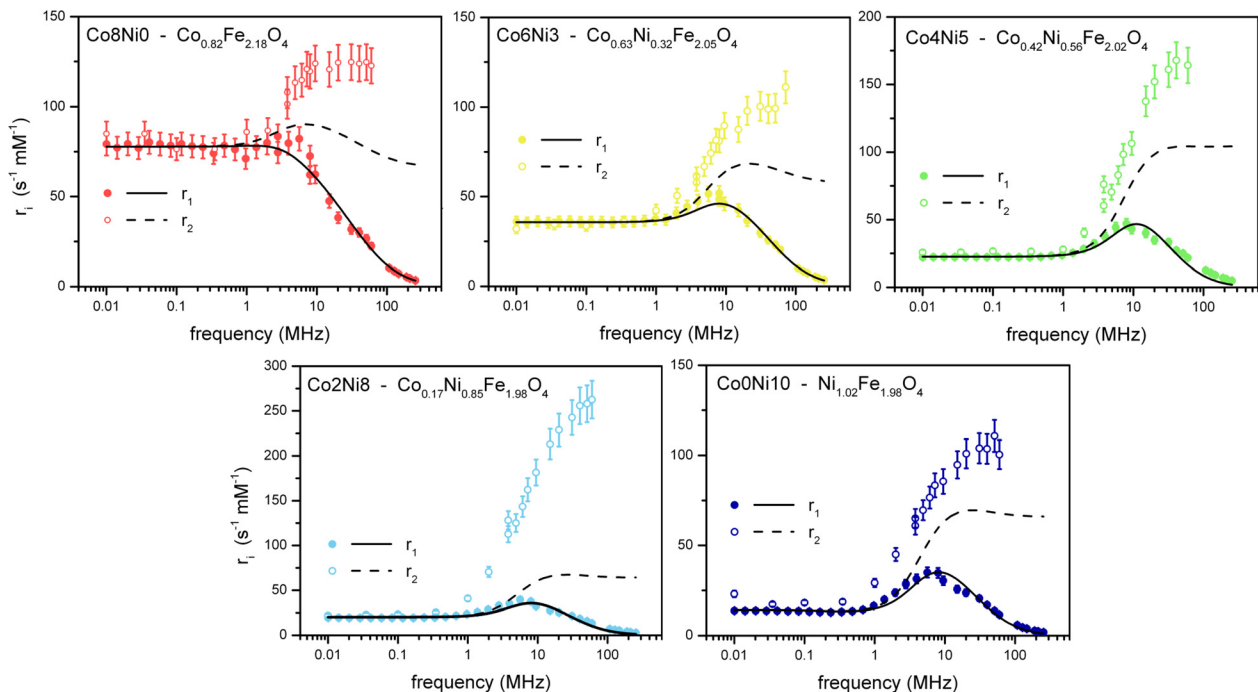 Co8Ni0 - Co₀.₈₂Fe₂.₁₈O₄
150
100
50
0
rᵢ (s⁻¹ mM⁻¹)
r₁
r₂
0.01 0.1 1 10 100
frequency (MHz)
Co6Ni3 - Co₀.₆₃Ni₀.₃₂Fe₂.₀₅O₄
150
100
50
0
r₁
r₂
0.01 0.1 1 10 100
frequency (MHz)
Co4Ni5 - Co₀.₄₂Ni₀.₅₆Fe₂.₀₂O₄
200
150
100
50
0
r₁
r₂
0.01 0.1 1 10 100
frequency (MHz)
Co2Ni8 - Co₀.₁₇Ni₀.₈₅Fe₁.₉₈O₄
300
250
200
150
100
50
0
rᵢ (s⁻¹ mM⁻¹)
r₁
r₂
0.01 0.1 1 10 100
frequency (MHz)
Co0Ni10 - Ni₁.₀₂Fe₁.₉₈O₄
150
100
50
0
r₁
r₂
0.01 0.1 1 10 100
frequency (MHz)